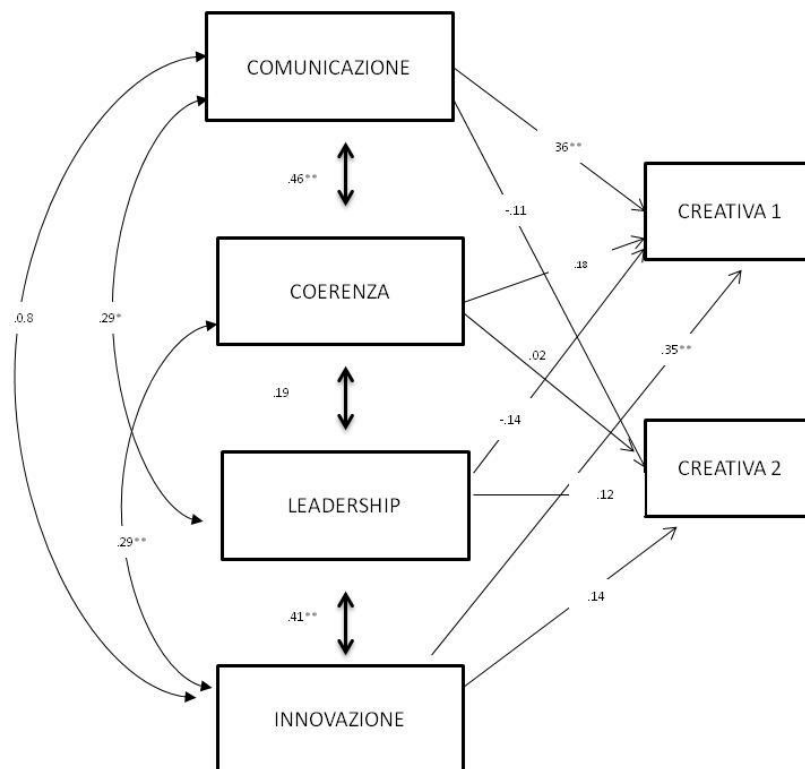 COMUNICAZIONE
36**
.46**
-.11
CREATIVA 1
COERENZA
.18
.0.8
.29*
.02
.35**
.19
-.14
CREATIVA 2
LEADERSHIP
.12
.29**
.41**
.14
INNOVAZIONE